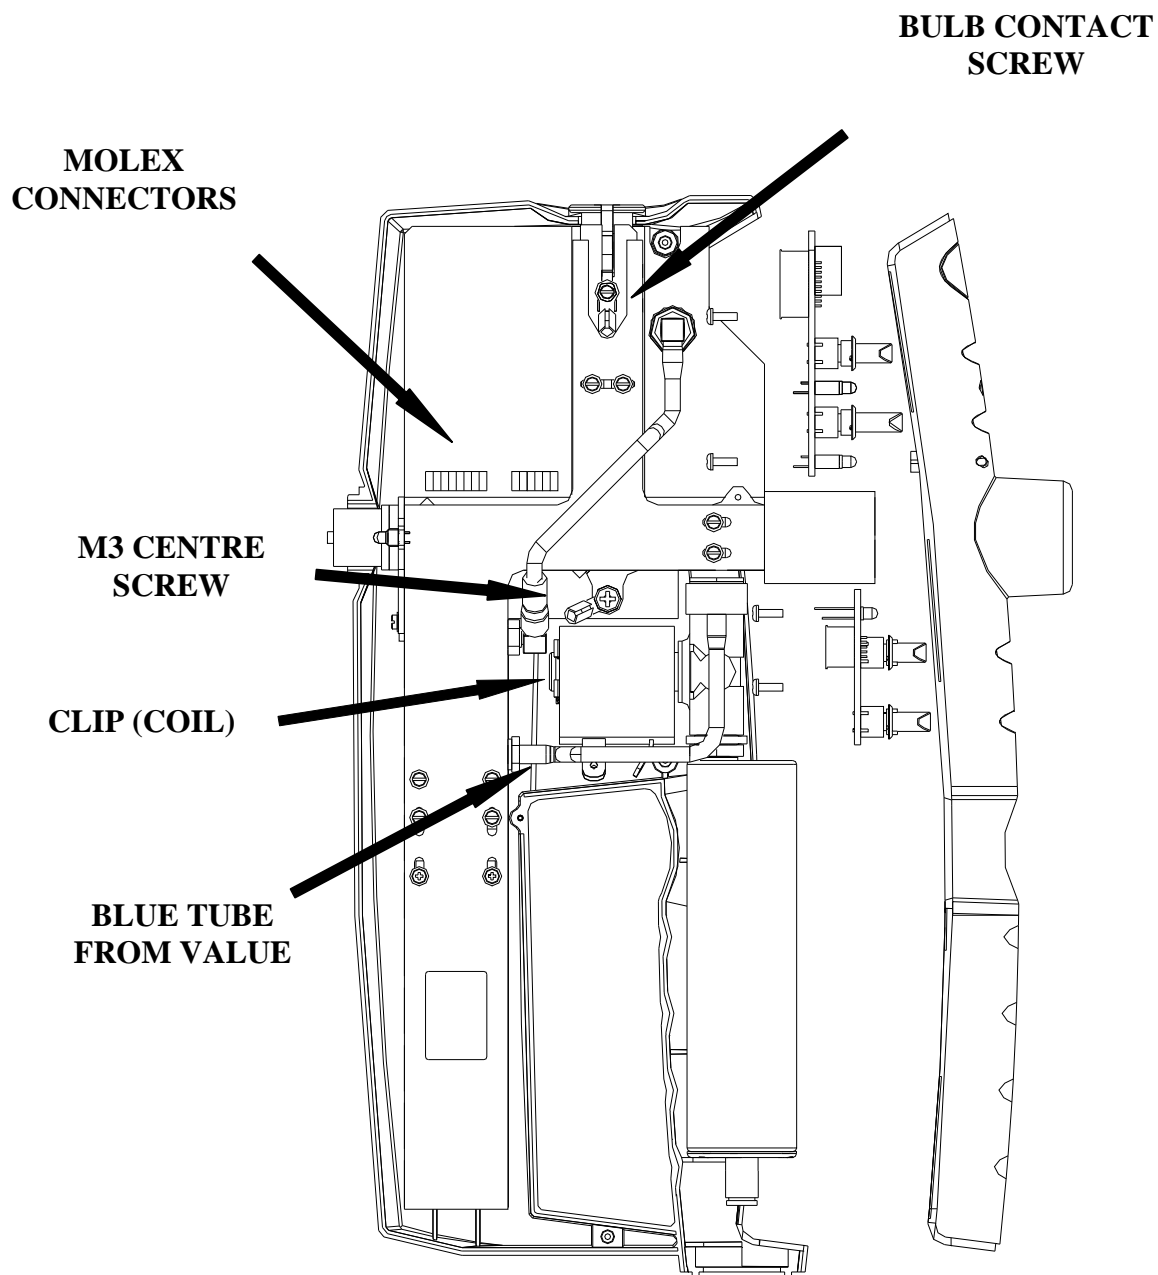 BULB CONTACT
SCREW
MOLEX
CONNECTORS
M3 CENTRE
SCREW
CLIP (COIL)
BLUE TUBE
FROM VALUE